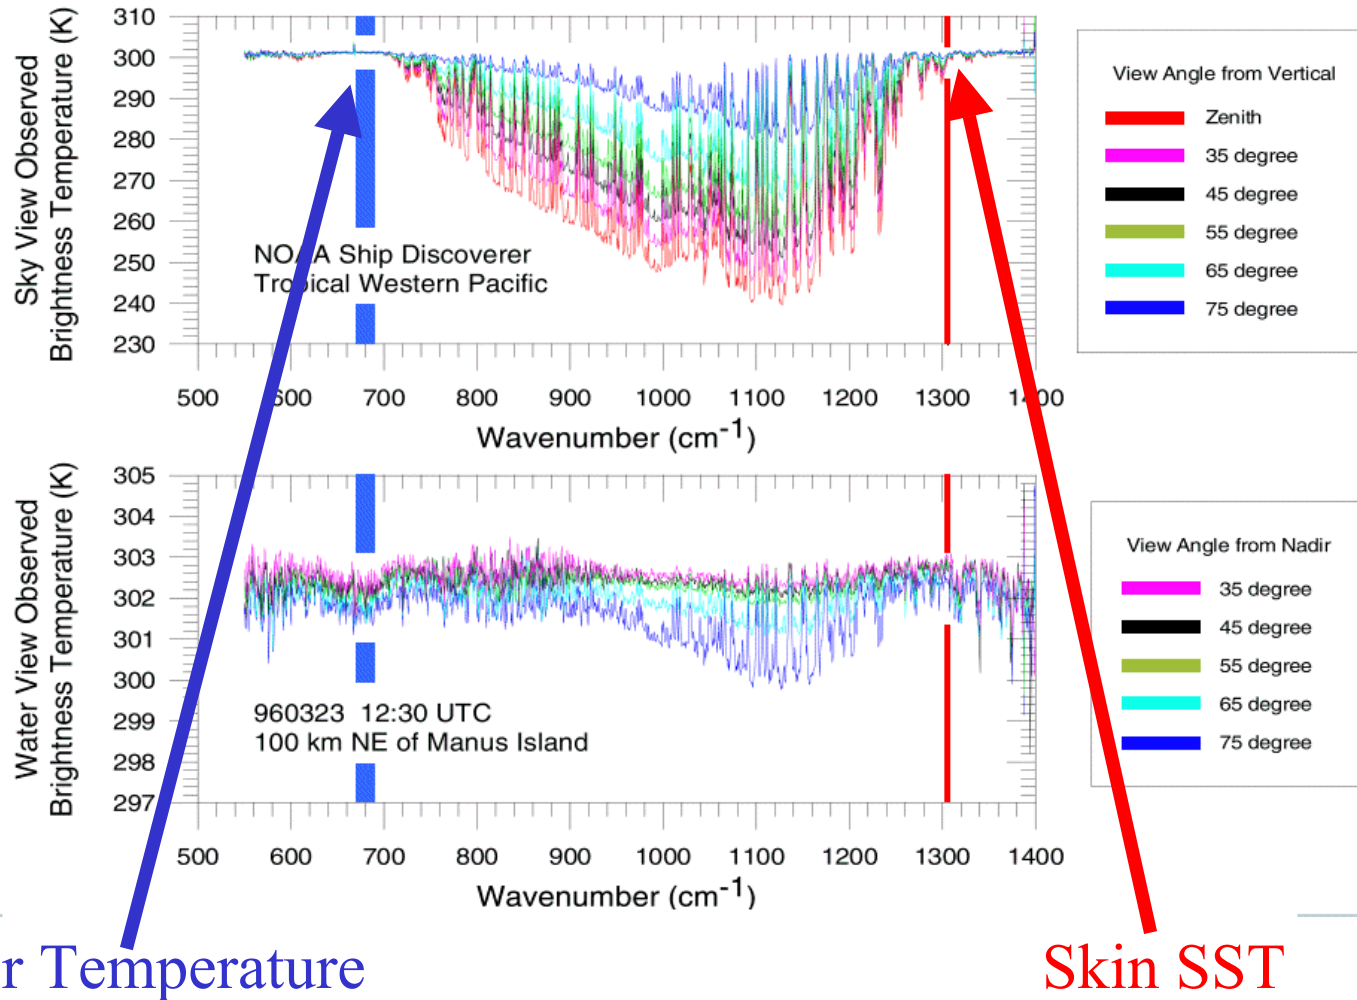 Sky View Observed
Brightness Temperature (K)
310
300
290
280
270
260
250
240
230
NOAA Ship Discoverer
Tropical Western Pacific
500 600 700 800 900 1000 1100 1200 1300 1400
Wavenumber (cm-1)
View Angle from Vertical
Zenith
35 degree
45 degree
55 degree
65 degree
75 degree
Water View Observed
Brightness Temperature (K)
305
304
303
302
301
300
299
298
297
960323 12:30 UTC
100 km NE of Manus Island
500 600 700 800 900 1000 1100 1200 1300 1400
Wavenumber (cm-1)
View Angle from Nadir
35 degree
45 degree
55 degree
65 degree
75 degree
r Temperature
Skin SST